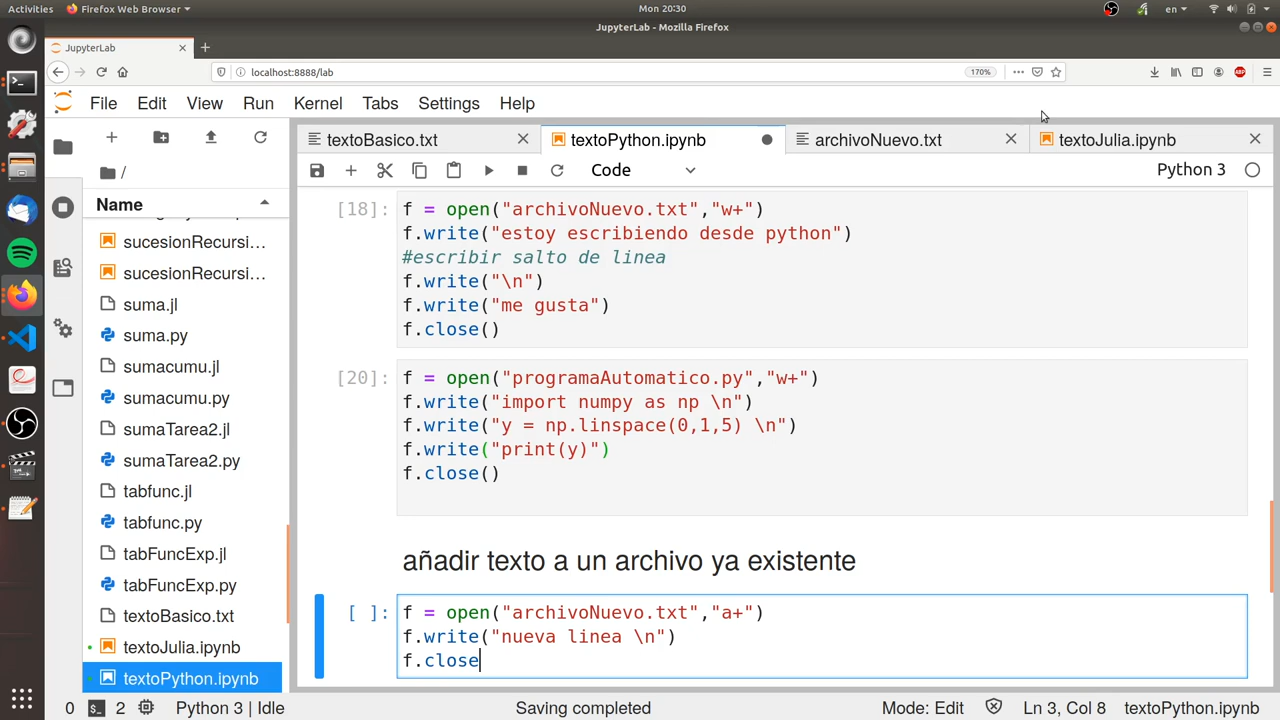 Activities
Firefox Web Browser
Mon 20:30
en
JupyterLab - Mozilla Firefox
JupyterLab
localhost:8888/lab
170%
ABP
File
Edit
View
Run
Kernel
Tabs
Settings
Help
textoBasico.txt
textoPython.ipynb
archivoNuevo.txt
textoJulia.ipynb
/
Code
Python 3
Name
sucesionRecursi...
sucesionRecursi...
suma.jl
suma.py
sumacumu.jl
sumacumu.py
sumaTarea2.jl
sumaTarea2.py
tabfunc.jl
tabfunc.py
tabFuncExp.jl
tabFuncExp.py
textoBasico.txt
textoJulia.ipynb
textoPython.ipynb
[18]:
f = open("archivoNuevo.txt","w+")
f.write("estoy escribiendo desde python")
#escribir salto de linea
f.write("\n")
f.write("me gusta")
f.close()
[20]:
f = open("programaAutomatico.py","w+")
f.write("import numpy as np \n")
f.write("y = np.linspace(0,1,5) \n")
f.write("print(y)")
f.close()
añadir texto a un archivo ya existente
[ ]:
f = open("archivoNuevo.txt","a+")
f.write("nueva linea \n")
f.close
0
2
Python 3 | Idle
Saving completed
Mode: Edit
Ln 3, Col 8
textoPython.ipynb